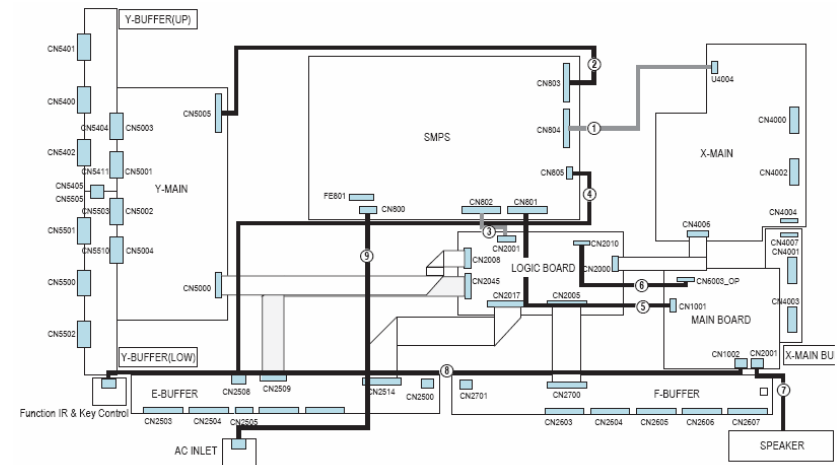 Y-BUFFER(UP)
CN5401
CN5400
CN5404
CN5003
CN5402
CN5411
CN5001
CN5405
CN5505
CN5503
CN5002
CN5501
CN5510
CN5004
CN5500
CN5502
Y-BUFFER(LOW)
Y-MAIN
CN5005
CN5000
SMPS
CN803
CN804
CN805
FE801
CN800
CN802
CN801
1
2
3
4
9
U4004
CN4000
X-MAIN
CN4002
CN4004
CN4006
CN4007
CN4001
CN4003
X-MAIN BU
CN2001
CN2010
CN2008
LOGIC BOARD
CN2000
CN2045
CN2017
CN2005
6
5
CN5003_OP
CN1001
MAIN BOARD
CN1002
CN2001
8
7
Function IR & Key Control
E-BUFFER
CN2508
CN2509
CN2514
CN2500
CN2503
CN2504
CN2505
CN2701
CN2700
F-BUFFER
CN2603
CN2604
CN2605
CN2606
CN2607
AC INLET
SPEAKER